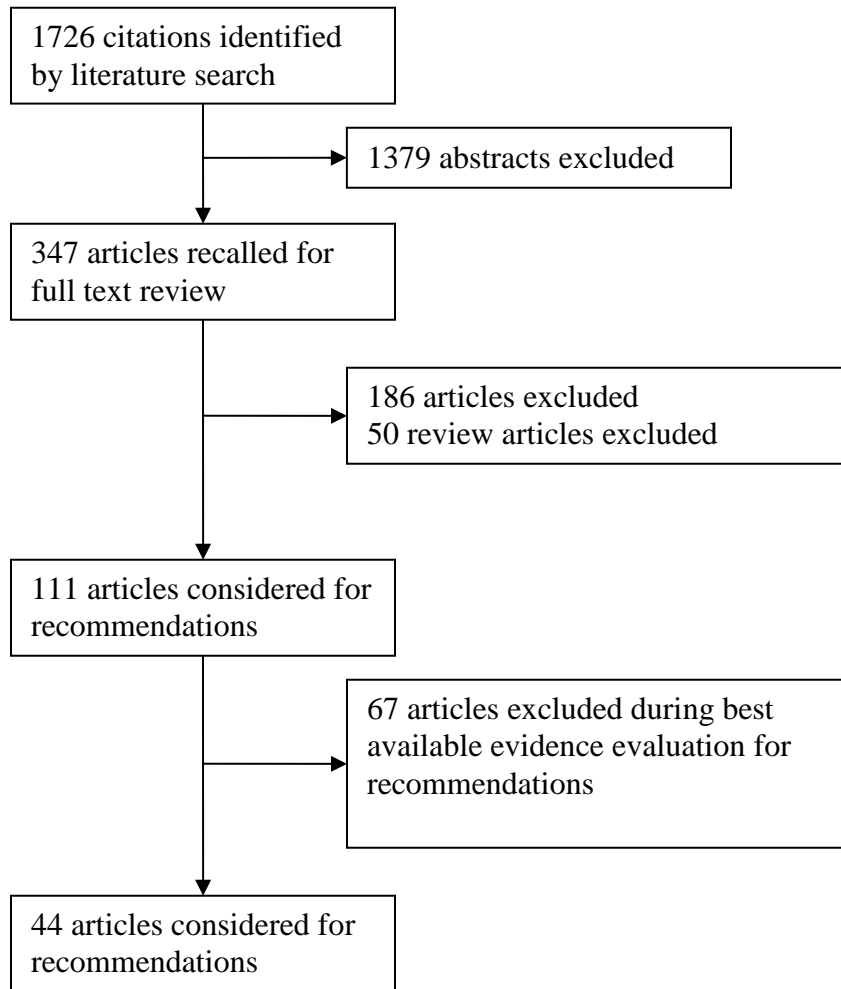 1726 citations identified
by literature search
1379 abstracts excluded
347 articles recalled for
full text review
186 articles excluded
50 review articles excluded
111 articles considered for
recommendations
67 articles excluded during best
available evidence evaluation for
recommendations
44 articles considered for
recommendations